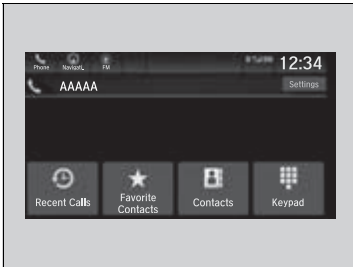 Phone
FM
12:34
AAAAA
Settings
Recent Calls
Favorite
Contacts
Contacts
Keypad